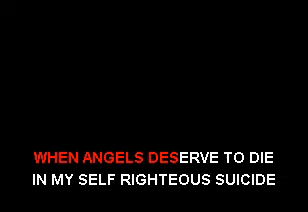 WHEN ANGELS DESERVE TO DIE
IN MY SELF RIGHTEOUS SUICIDE